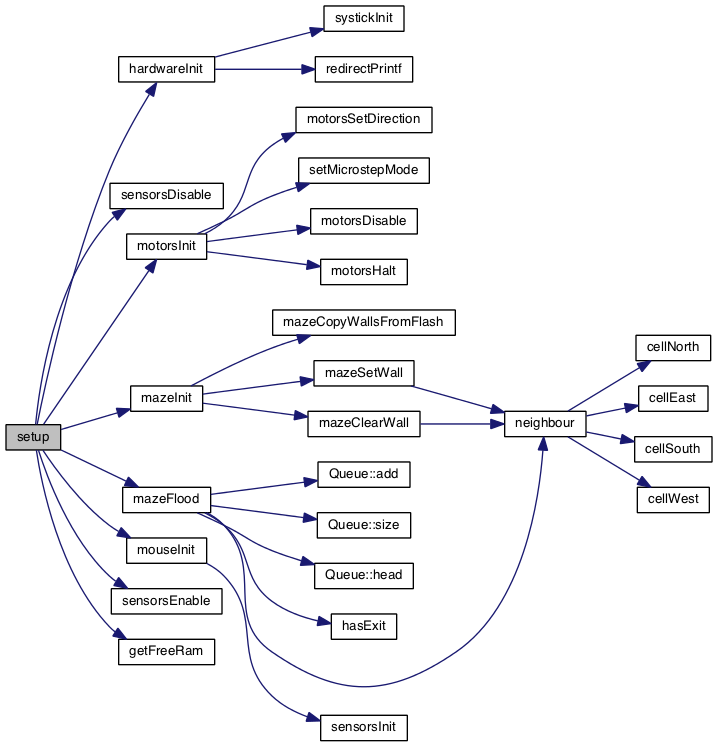 systickInit
hardwareInit
redirectPrintf
motorsSetDirection
setMicrostepMode
sensorsDisable
motorsDisable
motorsInit
motorsHalt
mazeCopyWallsFromFlash
cellNorth
mazeSetWall
mazeInit
cellEast
mazeClearWall
neighbour
setup
cellSouth
Queue::add
mazeFlood
cellWest
Queue::size
mouseInit
Queue::head
sensorsEnable
hasExit
getFreeRam
sensorsInit